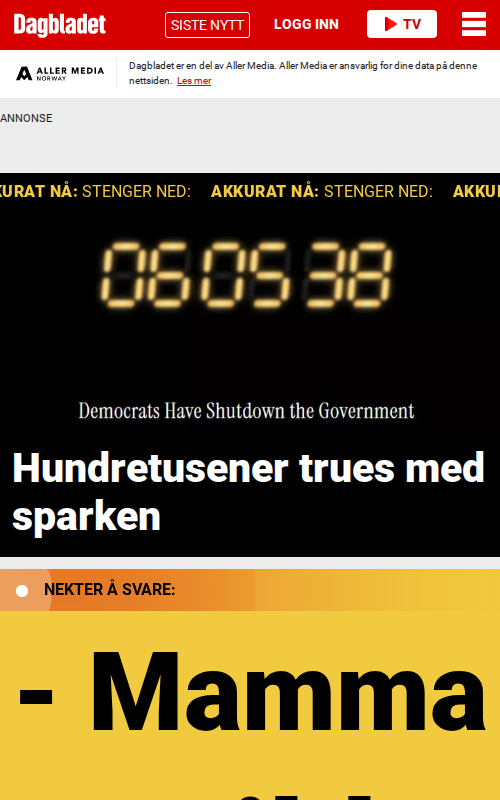 Dagbladet
SISTE NYTT
LOGG INN
TV
ALLER MEDIA
NORWAY
Dagbladet er en del av Aller Media. Aller Media er ansvarlig for dine data på denne
nettsiden. Les mer
ANNONSE
KURAT NÅ: STENGER NED: AKKURAT NÅ: STENGER NED: AKKU
06 05 38
Democrats Have Shutdown the Government
Hundretusener trues med
sparken
NEKTER Å SVARE:
- Mamma